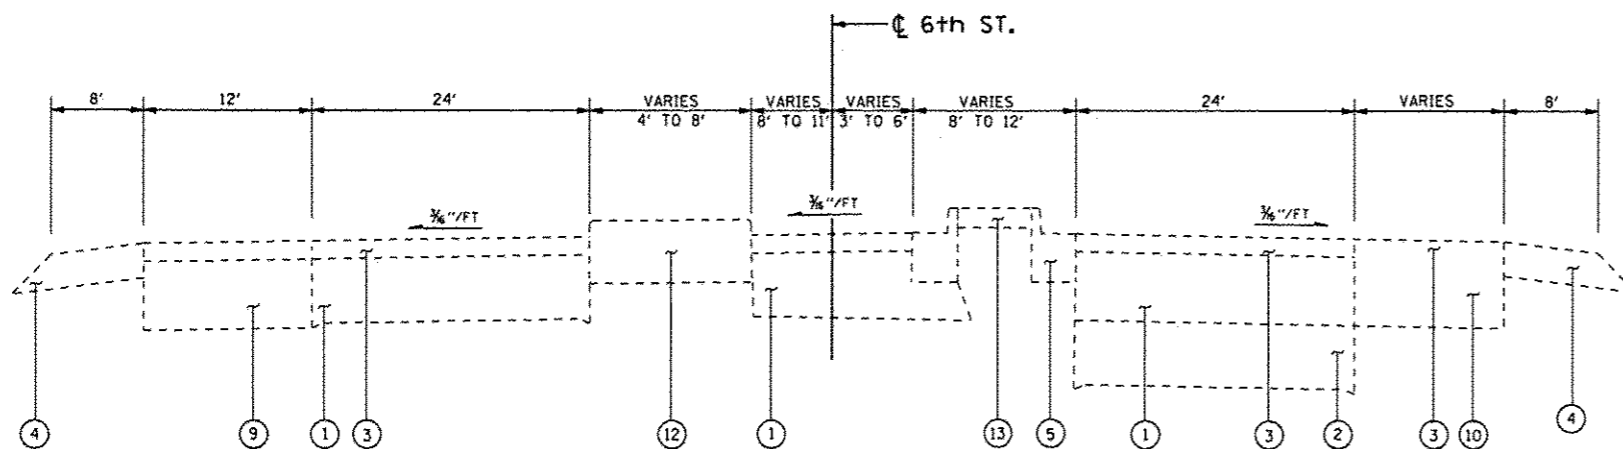 ℄ 6th ST.
8' 12' 24' VARIES 4' TO 8' VARIES 8' TO 11' VARIES 3' TO 6' VARIES 8' TO 12' 24' VARIES 8'
3/16"/FT 3/16"/FT 3/16"/FT
4 9 1 3 12 1 13 5 1 3 2 3 10 4